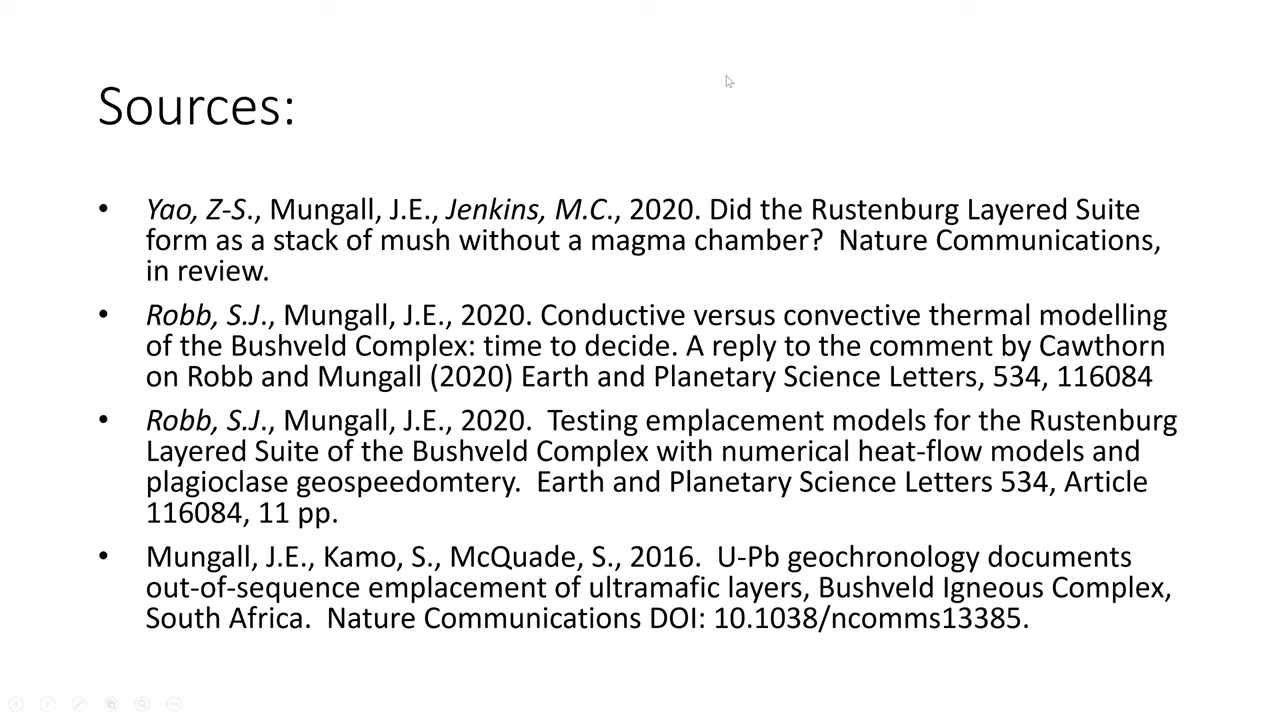 Sources:
• Yao, Z-S., Mungall, J.E., Jenkins, M.C., 2020. Did the Rustenburg Layered Suite
form as a stack of mush without a magma chamber?  Nature Communications,
in review.
• Robb, S.J., Mungall, J.E., 2020. Conductive versus convective thermal modelling
of the Bushveld Complex: time to decide. A reply to the comment by Cawthorn
on Robb and Mungall (2020) Earth and Planetary Science Letters, 534, 116084
• Robb, S.J., Mungall, J.E., 2020.  Testing emplacement models for the Rustenburg
Layered Suite of the Bushveld Complex with numerical heat-flow models and
plagioclase geospeedomtery.  Earth and Planetary Science Letters 534, Article
116084, 11 pp.
• Mungall, J.E., Kamo, S., McQuade, S., 2016.  U-Pb geochronology documents
out-of-sequence emplacement of ultramafic layers, Bushveld Igneous Complex,
South Africa.  Nature Communications DOI: 10.1038/ncomms13385.